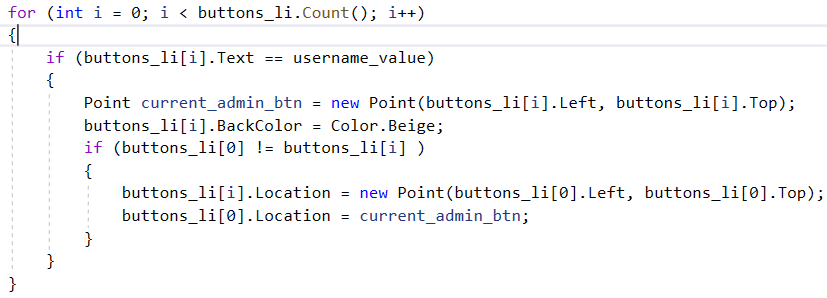 for (int i = 0; i < buttons_li.Count(); i++)
{
    if (buttons_li[i].Text == username_value)
    {
        Point current_admin_btn = new Point(buttons_li[i].Left, buttons_li[i].Top);
        buttons_li[i].BackColor = Color.Beige;
        if (buttons_li[0] != buttons_li[i] )
        {
            buttons_li[i].Location = new Point(buttons_li[0].Left, buttons_li[0].Top);
            buttons_li[0].Location = current_admin_btn;
        }
    }
}